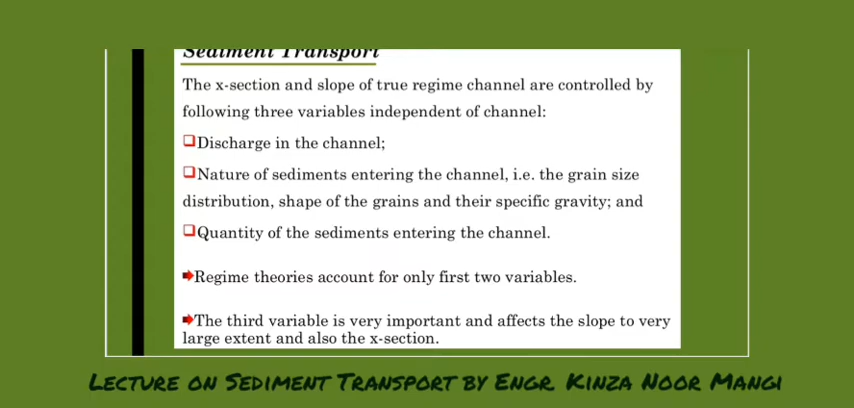 Sediment Transport
The x-section and slope of true regime channel are controlled by
following three variables independent of channel:
❑Discharge in the channel;
❑Nature of sediments entering the channel, i.e. the grain size
distribution, shape of the grains and their specific gravity; and
❑Quantity of the sediments entering the channel.
➡Regime theories account for only first two variables.
➡The third variable is very important and affects the slope to very
large extent and also the x-section.
LECTURE ON SEDIMENT TRANSPORT BY ENGR. KINZA NOOR MANGI